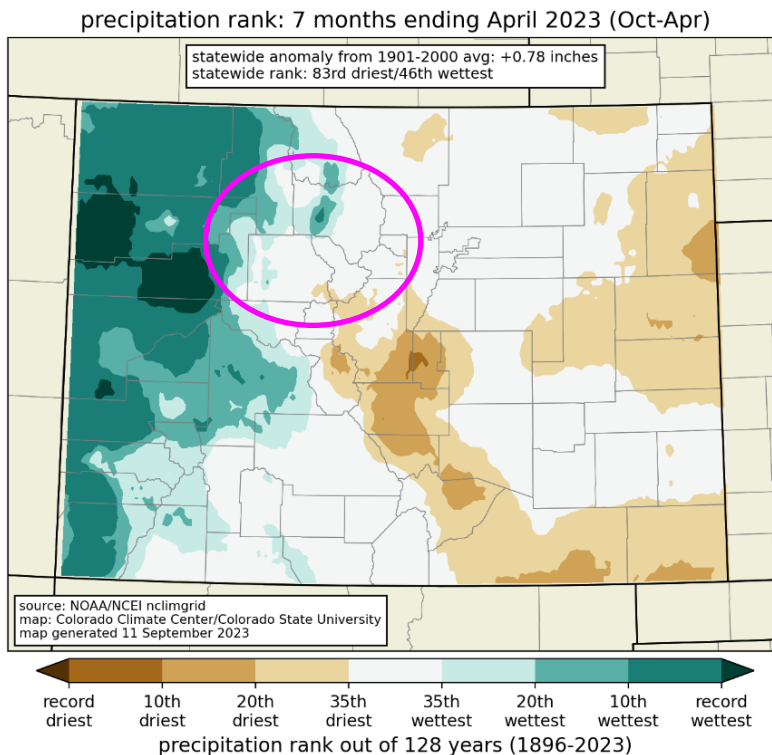 precipitation rank: 7 months ending April 2023 (Oct-Apr)
statewide anomaly from 1901-2000 avg: +0.78 inches
statewide rank: 83rd driest/46th wettest
source: NOAA/NCEI nclimgrid
map: Colorado Climate Center/Colorado State University
map generated 11 September 2023
record driest
10th driest
20th driest
35th driest
35th wettest
20th wettest
10th wettest
record wettest
precipitation rank out of 128 years (1896-2023)